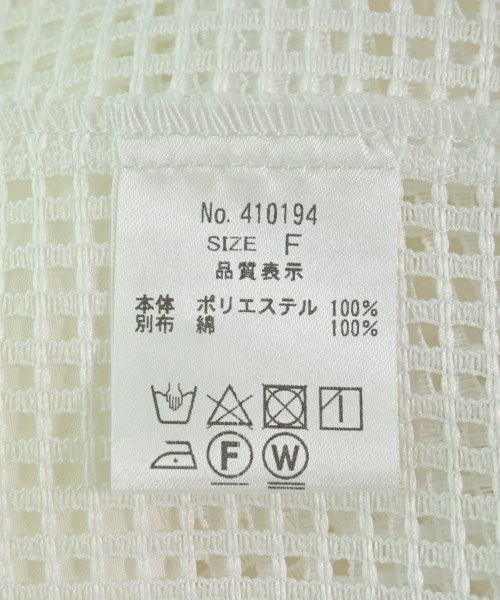 No. 410194
SIZE F
品質表示
本体 ポリエステル 100%
別布 綿 100%
F W